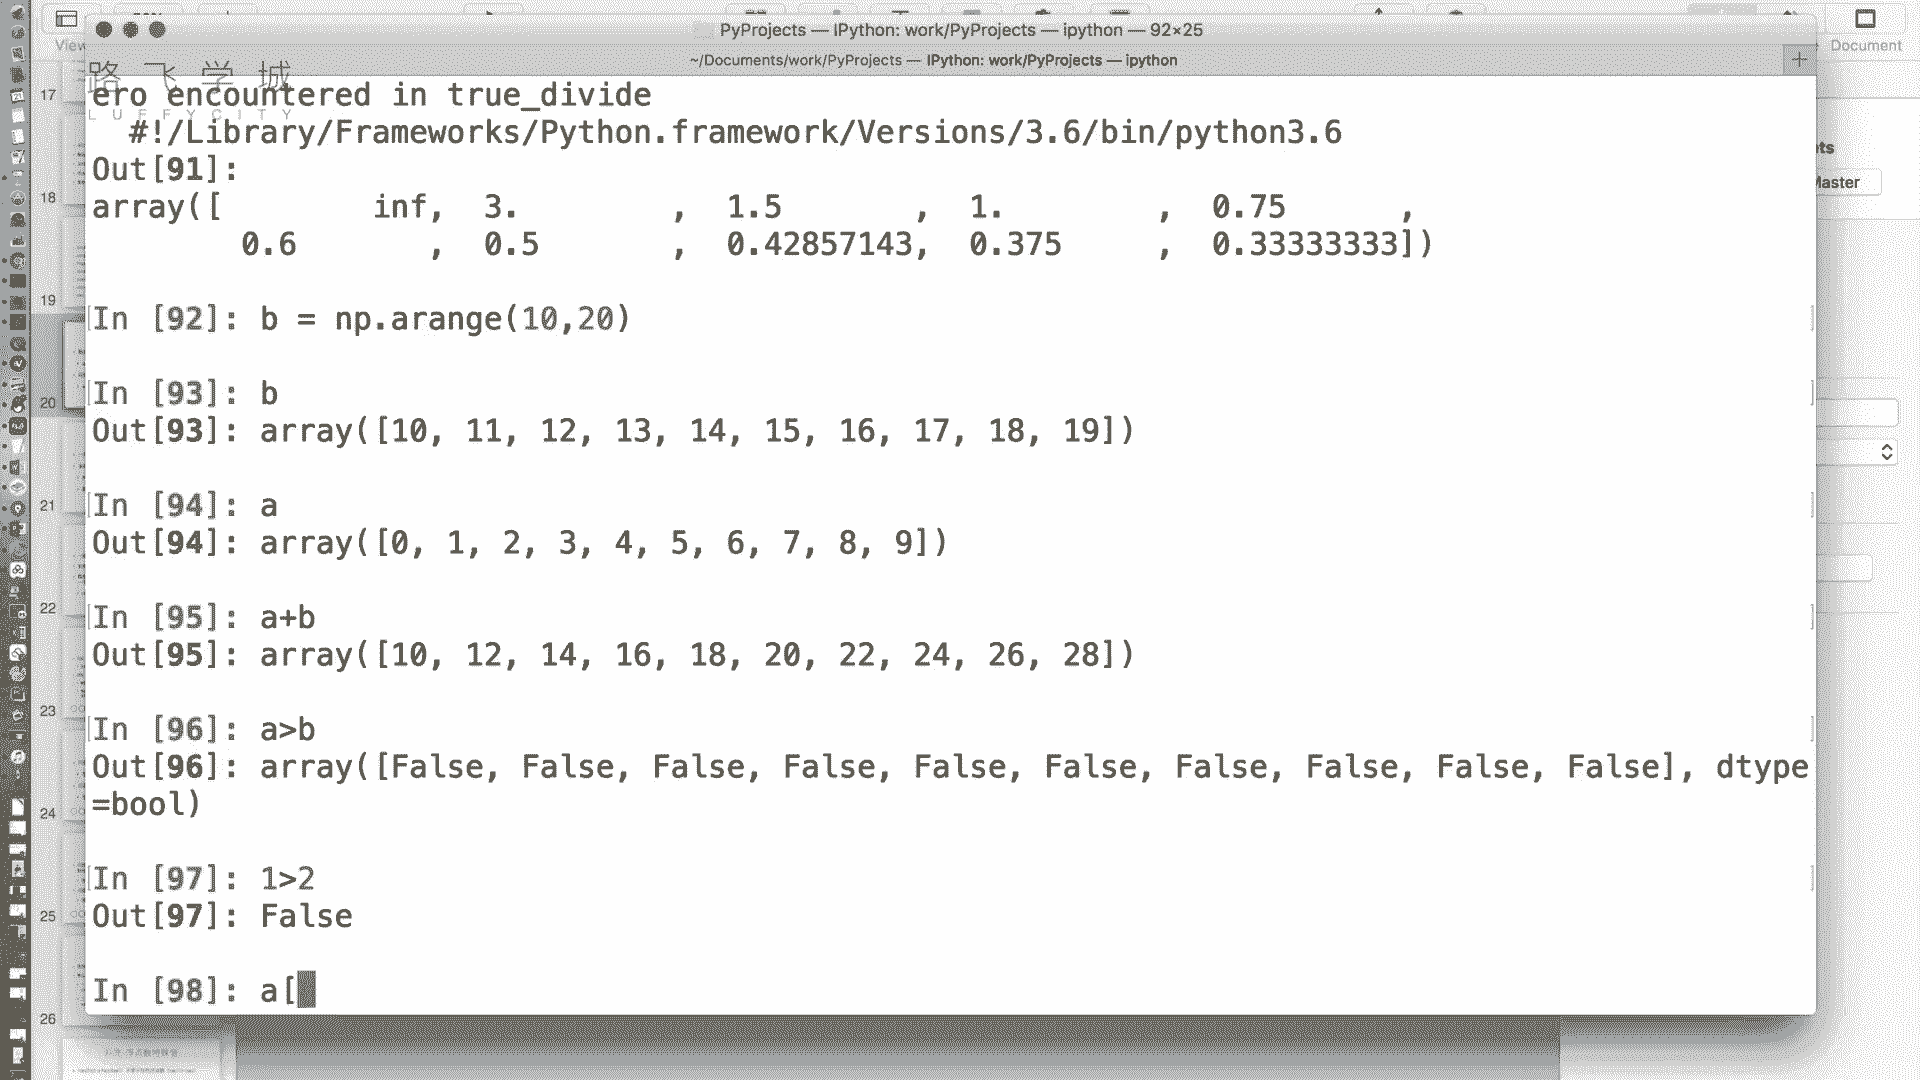 PyProjects — IPython: work/PyProjects — ipython — 92×25
View
Document
~/Documents/work/PyProjects — IPython: work/PyProjects — ipython
路飞学城
LUFFYCITY
ero encountered in true_divide
#!/Library/Frameworks/Python.framework/Versions/3.6/bin/python3.6
Out[91]:
array([ inf, 3. , 1.5 , 1. , 0.75 ,
0.6 , 0.5 , 0.42857143, 0.375 , 0.33333333])
In [92]: b = np.arange(10,20)
In [93]: b
Out[93]: array([10, 11, 12, 13, 14, 15, 16, 17, 18, 19])
In [94]: a
Out[94]: array([0, 1, 2, 3, 4, 5, 6, 7, 8, 9])
In [95]: a+b
Out[95]: array([10, 12, 14, 16, 18, 20, 22, 24, 26, 28])
In [96]: a>b
Out[96]: array([False, False, False, False, False, False, False, False, False, False], dtype
=bool)
In [97]: 1>2
Out[97]: False
In [98]: a[
17
18
19
20
21
22
23
24
25
26
ts
Master